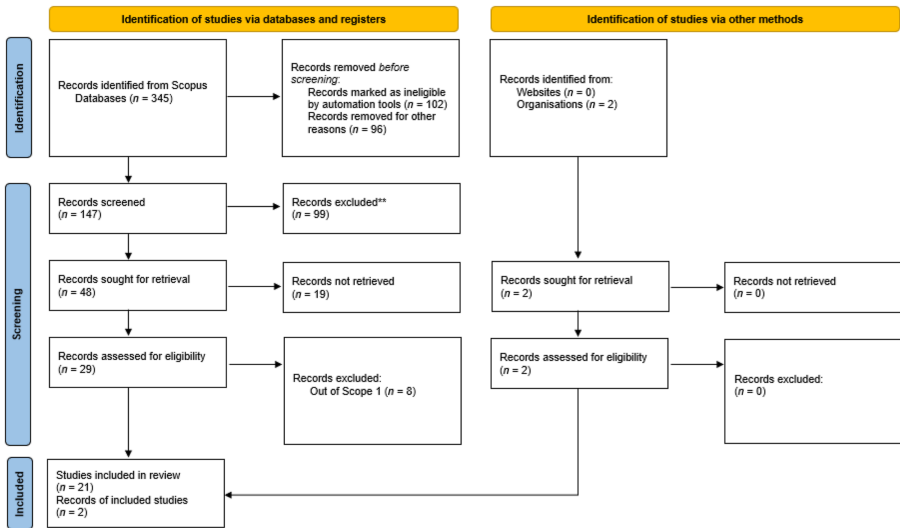 Identification of studies via databases and registers
Identification of studies via other methods
Identification
Records identified from Scopus
Databases (n = 345)
Records removed before
screening:
Records marked as ineligible
by automation tools (n = 102)
Records removed for other
reasons (n = 96)
Records identified from:
Websites (n = 0)
Organisations (n = 2)
Screening
Records screened
(n = 147)
Records excluded**
(n = 99)
Records sought for retrieval
(n = 48)
Records not retrieved
(n = 19)
Records sought for retrieval
(n = 2)
Records not retrieved
(n = 0)
Records assessed for eligibility
(n = 29)
Records excluded:
Out of Scope 1 (n = 8)
Records assessed for eligibility
(n = 2)
Records excluded:
(n = 0)
Included
Studies included in review
(n = 21)
Records of included studies
(n = 2)